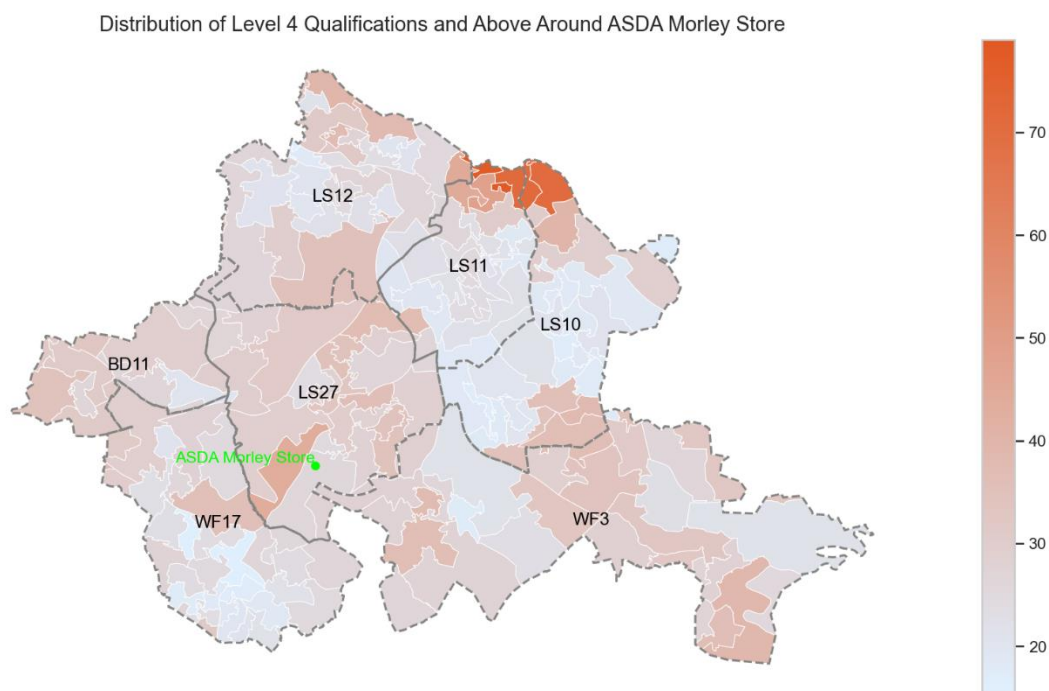 Distribution of Level 4 Qualifications and Above Around ASDA Morley Store
70
60
50
40
30
20
LS12
LS11
LS10
BD11
LS27
ASDA Morley Store
WF17
WF3